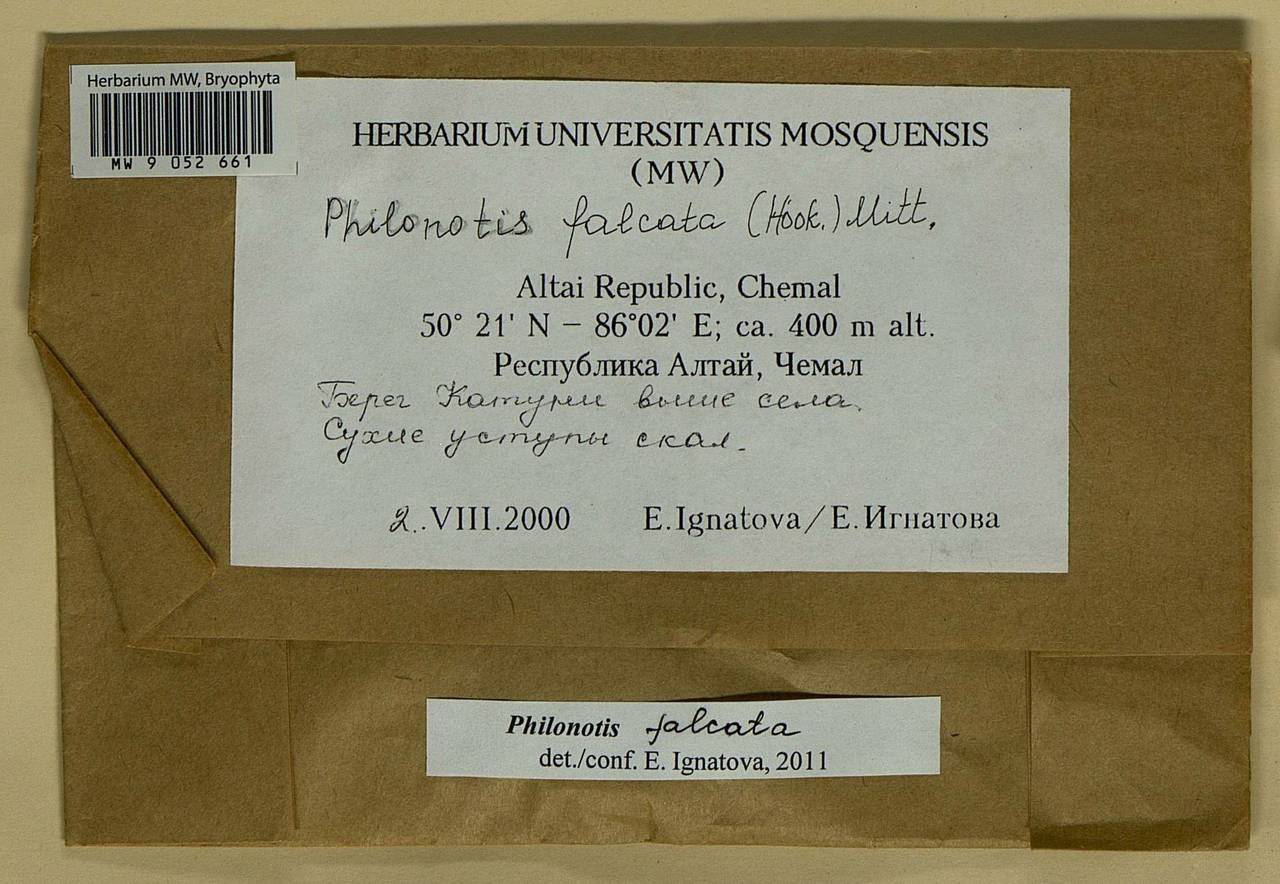 Herbarium MW, Bryophyta
MW 9 052 661
HERBARIUM UNIVERSITATIS MOSQUENSIS
(MW)
Philonotis falcata (Hook.) Mitt.
Altai Republic, Chemal
50° 21' N – 86°02' E; ca. 400 m alt.
Республика Алтай, Чемал
Берег Катуни выше села.
Сухие уступы скал.
2.VIII.2000 E.Ignatova/Е.Игнатова
Philonotis falcata
det./conf. E. Ignatova, 2011